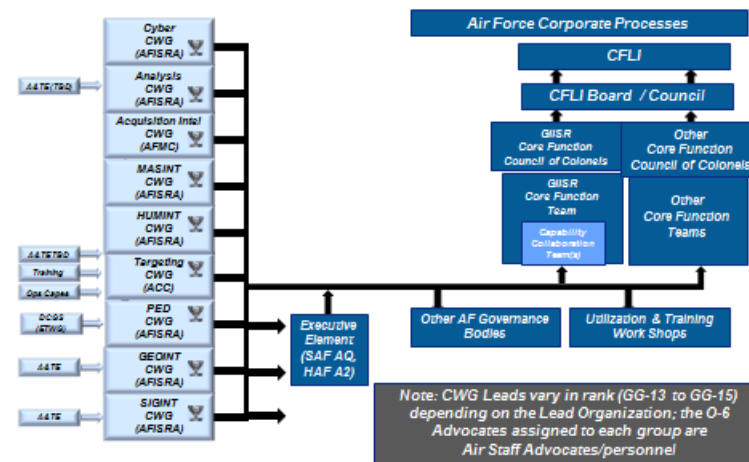 Cyber
CWG
(AFISRA)
Analysis
CWG
(AFISRA)
Acquisition Intel
CWG
(AFMC)
MASINT
CWG
(AFISRA)
HUMINT
CWG
(AFISRA)
Targeting
CWG
(ACC)
PED
CWG
(AFISRA)
GEOINT
CWG
(AFISRA)
SIGINT
CWG
(AFISRA)
A&TE(TBD)
A&TETBD
Training
Ops Capes
DCGS
(ETWG)
A&TE
A&TE
Executive
Element
(SAF AQ,
HAF A2)
Air Force Corporate Processes
CFLI
CFLI Board / Council
GIISR
Core Function
Council of Colonels
Other
Core Function
Council of Colonels
GIISR
Core Function
Team
Capability
Collaboration
Team(s)
Other
Core Function
Teams
Other AF Governance
Bodies
Utilization & Training
Work Shops
Note: CWG Leads vary in rank (GG-13 to GG-15)
depending on the Lead Organization; the O-6
Advocates assigned to each group are
Air Staff Advocates/personnel